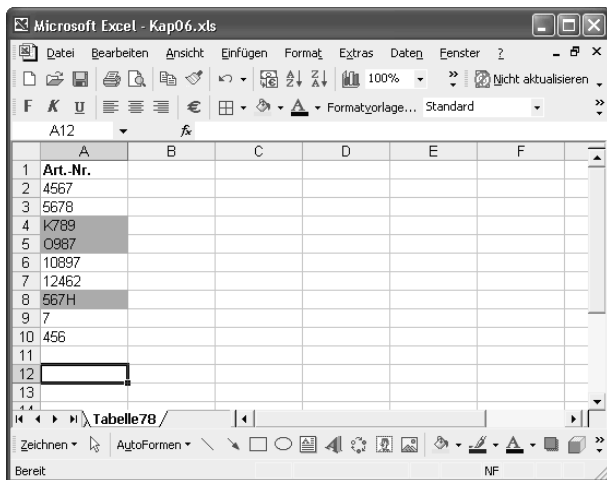 Microsoft Excel - Kap06.xls
Datei Bearbeiten Ansicht Einfügen Format Extras Daten Fenster ?
100% Nicht aktualisieren
F K U € A Formatvorlage... Standard
A12 fx
A B C D E F
1 Art.-Nr.
2 4567
3 5678
4 K789
5 O987
6 10897
7 12462
8 567H
9 7
10 456
11
12
13
14
Tabelle78
Zeichnen AutoFormen A A
Bereit NF